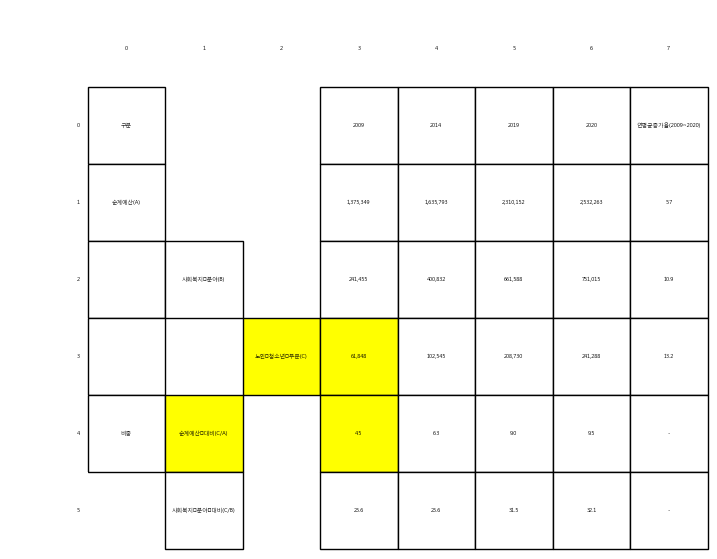 0 1 2 3 4 5 6 7
0 구분 2009 2014 2019 2020 연평균증가율(2009~2020)
1 순계예산(A) 1,375,349 1,635,793 2,310,152 2,532,263 5.7
2 사회복지□분야(B) 241,455 400,832 661,588 751,015 10.9
3 노인□청소년□부문(C) 61,848 102,545 208,730 241,288 13.2
4 비중 순계예산□대비(C/A) 4.5 6.3 9.0 9.5 -
5 사회복지□분야□대비(C/B) 25.6 25.6 31.5 32.1 -